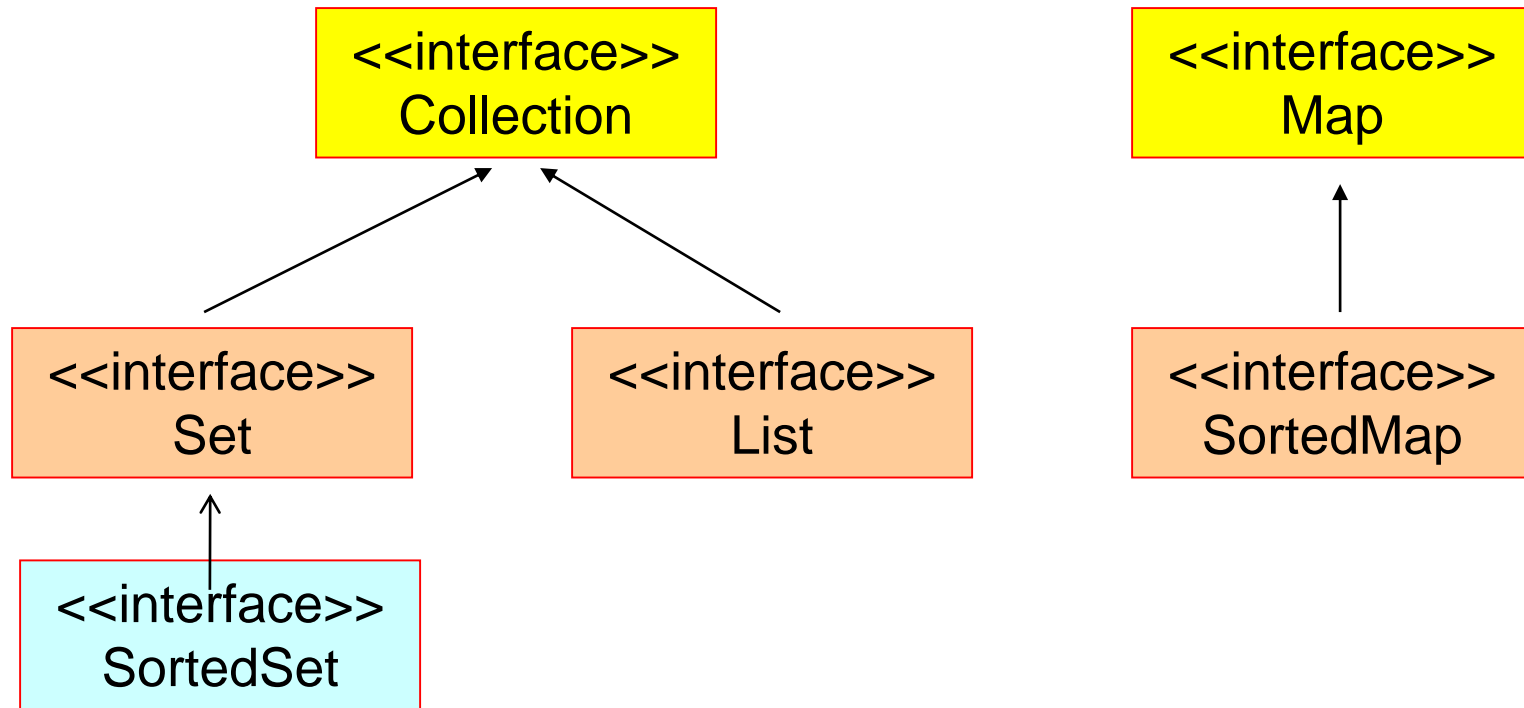 <<interface>>
Collection
<<interface>>
Map
<<interface>>
Set
<<interface>>
List
<<interface>>
SortedMap
<<interface>>
SortedSet